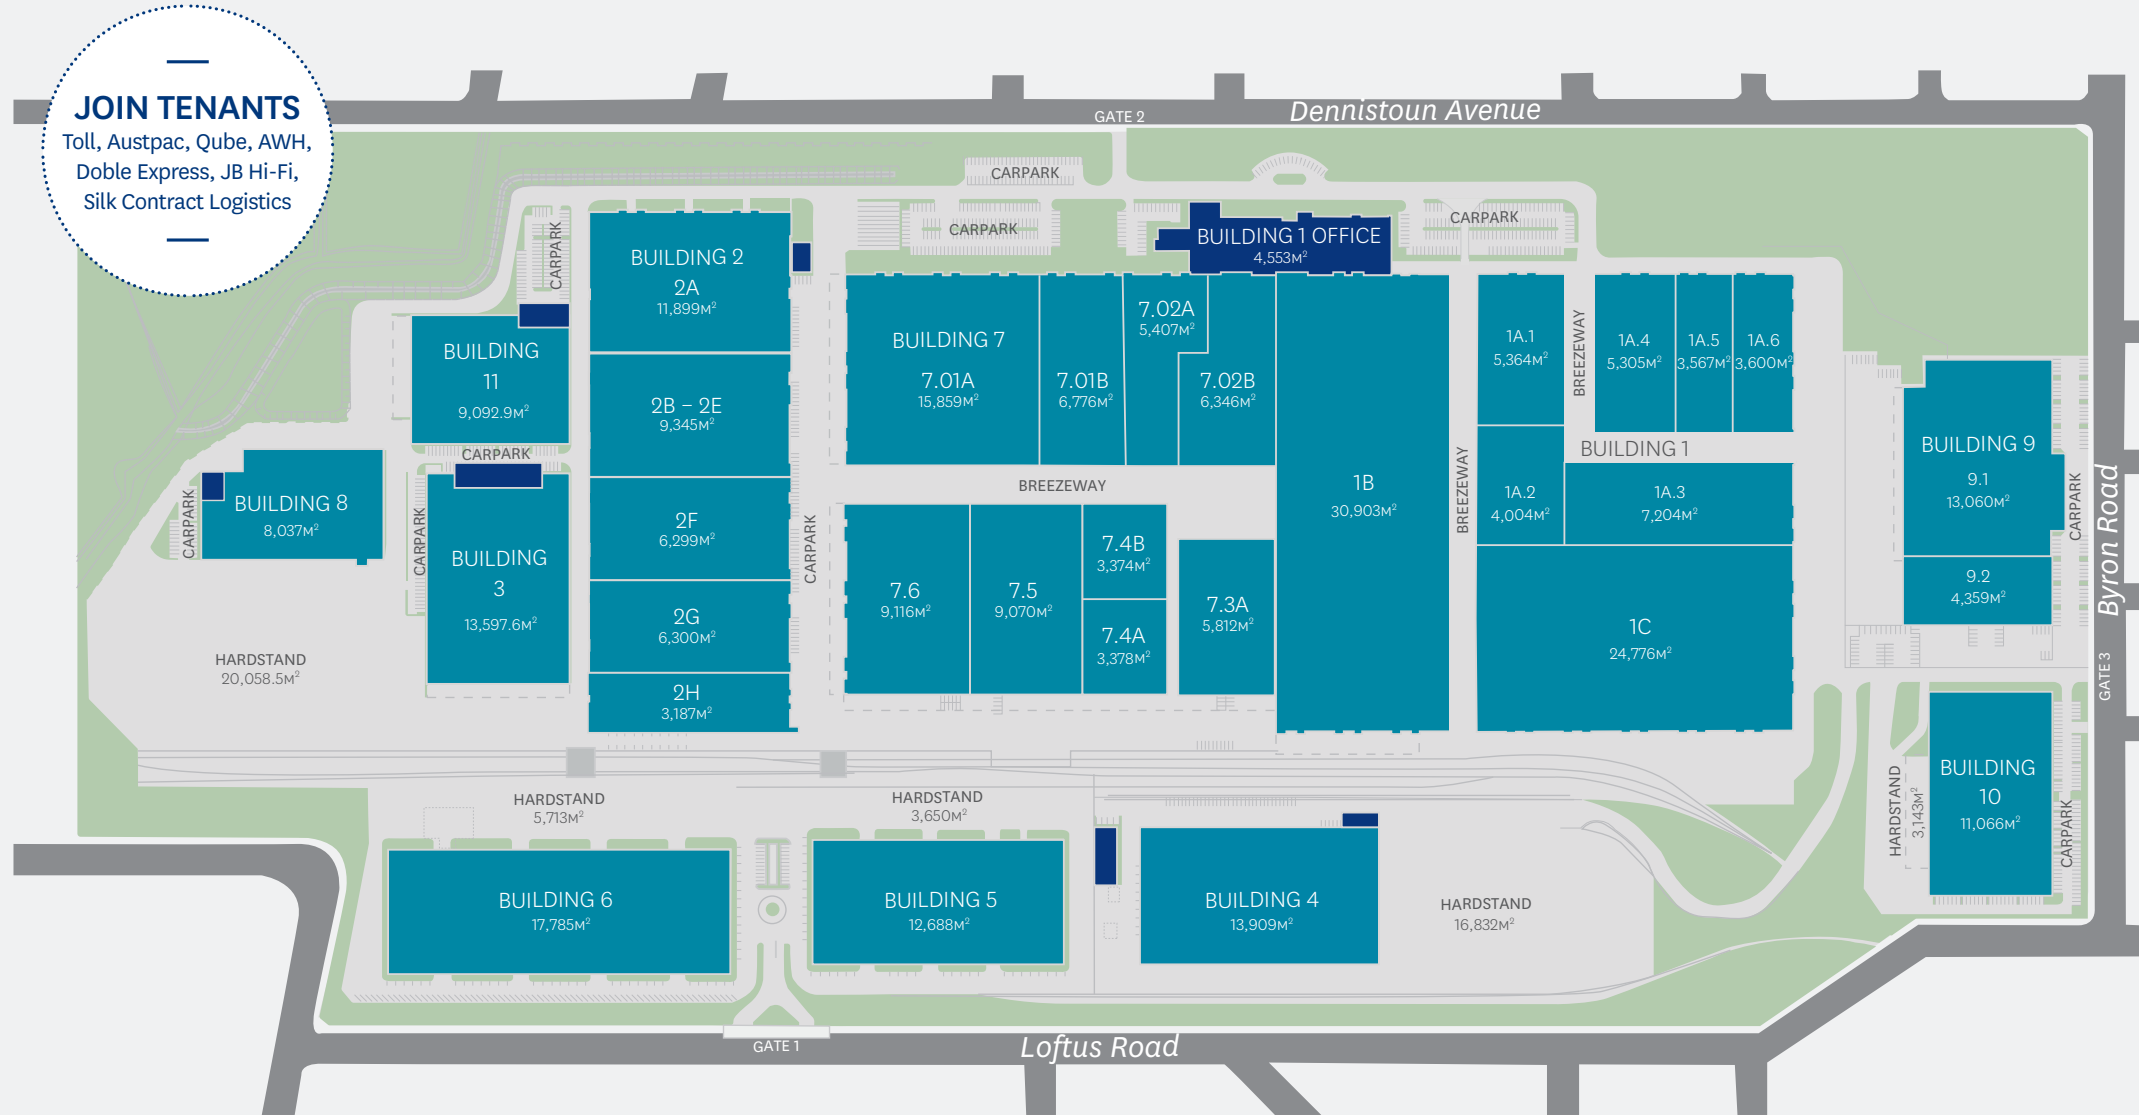 JOIN TENANTS
Toll, Austpac, Qube, AWH,
Doble Express, JB Hi-Fi,
Silk Contract Logistics
GATE 2
Dennistoun Avenue
CARPARK
CARPARK
CARPARK
CARPARK
BUILDING 1 OFFICE
4,553M²
BUILDING 2
2A
11,899M²
2B – 2E
9,345M²
2F
6,299M²
2G
6,300M²
2H
3,187M²
BUILDING
11
9,092.9M²
CARPARK
BUILDING 8
8,037M²
CARPARK
CARPARK
BUILDING
3
13,597.6M²
HARDSTAND
20,058.5M²
CARPARK
BUILDING 7
7.01A
15,859M²
7.01B
6,776M²
7.02A
5,407M²
7.02B
6,346M²
BREEZEWAY
7.6
9,116M²
7.5
9,070M²
7.4B
3,374M²
7.4A
3,378M²
7.3A
5,812M²
1B
30,903M²
BREEZEWAY
1A.1
5,364M²
BREEZEWAY
1A.4
5,305M²
1A.5
3,567M²
1A.6
3,600M²
BUILDING 1
1A.2
4,004M²
1A.3
7,204M²
1C
24,776M²
BUILDING 9
9.1
13,060M²
9.2
4,359M²
CARPARK
Byron Road
GATE 3
BUILDING
10
11,066M²
HARDSTAND
3,143M²
CARPARK
HARDSTAND
5,713M²
HARDSTAND
3,650M²
BUILDING 6
17,785M²
BUILDING 5
12,688M²
BUILDING 4
13,909M²
HARDSTAND
16,832M²
GATE 1
Loftus Road